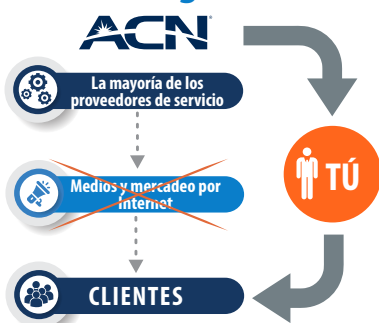 ACN
La mayoría de los
proveedores de servicio
TÚ
Medios y mercadeo por
Internet
CLIENTES